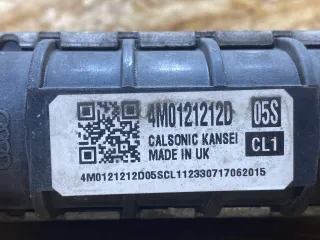 4M0121212D 05S
CALSONIC KANSEI
MADE IN UK CL1
4M0121212D05SCL112330717062015